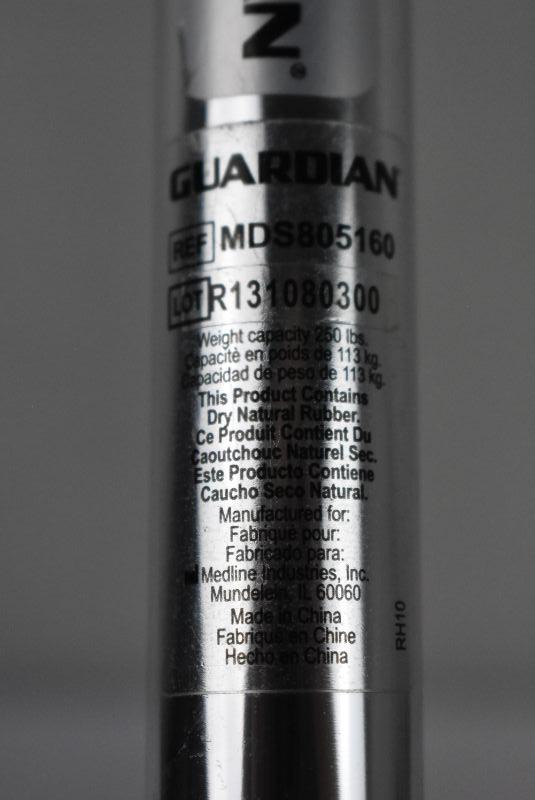 N®
GUARDIAN
REF MDS805160
LOT R131080300
Weight capacity 250 lbs.
Capacitè en poids de 113 kg.
Capacidad de peso de 113 kg.
This Product Contains
Dry Natural Rubber.
Ce Produit Contient Du
Caoutchouc Naturel Sec.
Este Producto Contiene
Caucho Seco Natural.
Manufactured for:
Fabriqué pour:
Fabricado para:
Medline Industries, Inc.
Mundelein, IL 60060
Made in China
Fabriqué en Chine
Hecho en China
RH10